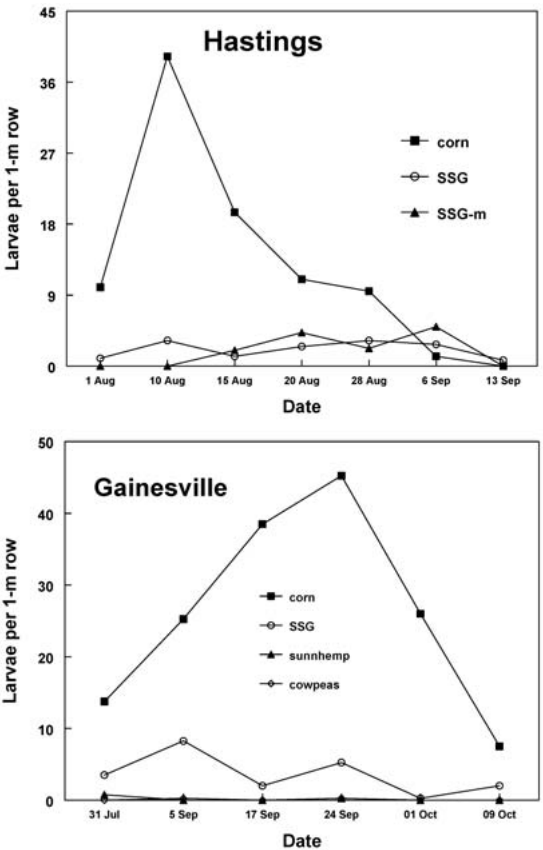 Hastings
45
36
27
18
9
0
Larvae per 1-m row
corn
SSG
SSG-m
1 Aug 10 Aug 15 Aug 20 Aug 28 Aug 6 Sep 13 Sep
Date
Gainesville
50
40
30
20
10
0
Larvae per 1-m row
corn
SSG
sunnhemp
cowpeas
31 Jul 5 Sep 17 Sep 24 Sep 01 Oct 09 Oct
Date